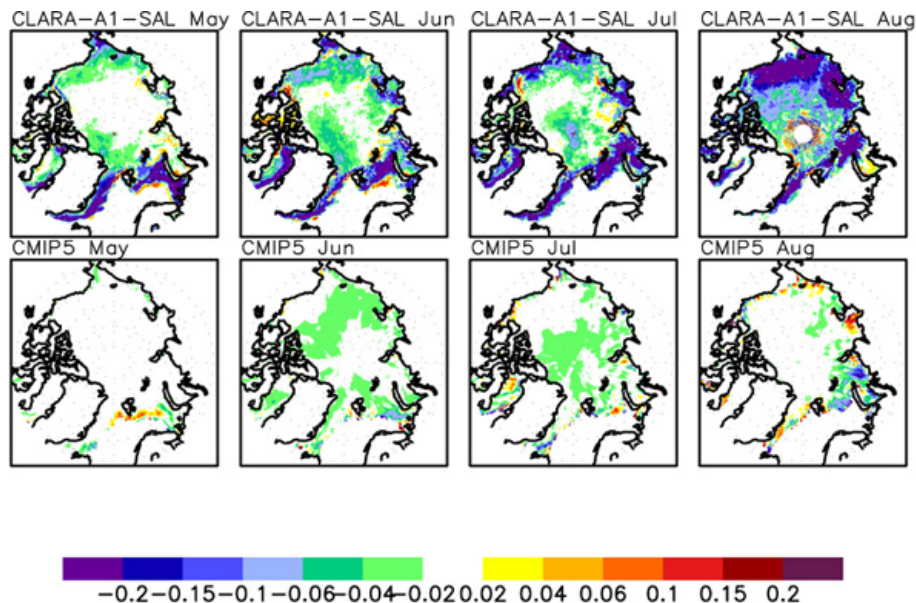 CLARA-A1-SAL May CLARA-A1-SAL Jun CLARA-A1-SAL Jul CLARA-A1-SAL Aug
CMIP5 May CMIP5 Jun CMIP5 Jul CMIP5 Aug
-0.2 -0.15 -0.1 -0.06 -0.04 -0.02 0.02 0.04 0.06 0.1 0.15 0.2